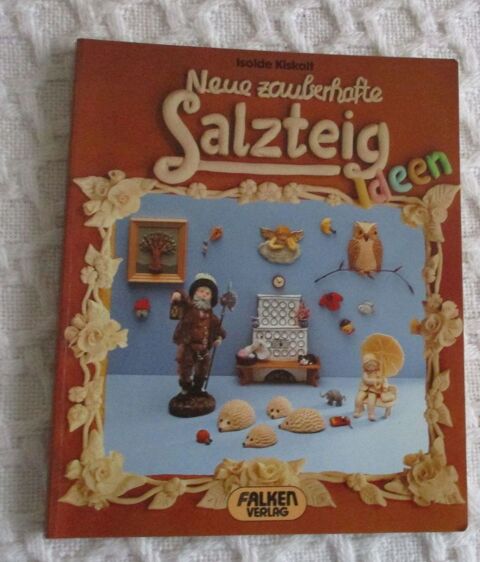 Isolde Kiskalt
Neue zauberhafte
Salzteig
Ideen
FALKEN
VERLAG